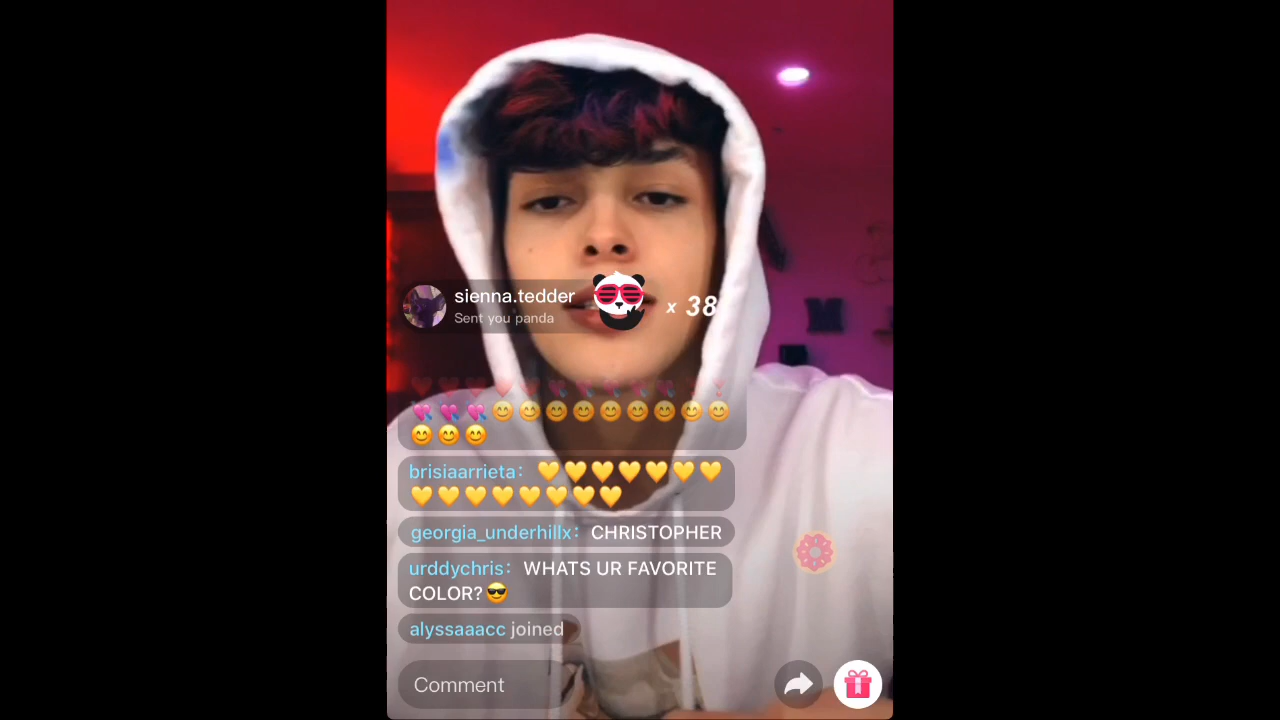 sienna.tedder
Sent you panda
x 38
brisiaarrieta: 💛💛💛💛💛💛💛
💛💛💛💛💛💛💛💛
georgia_underhillx: CHRISTOPHER
urddychris: WHATS UR FAVORITE
COLOR?😎
alyssaaacc joined
Comment